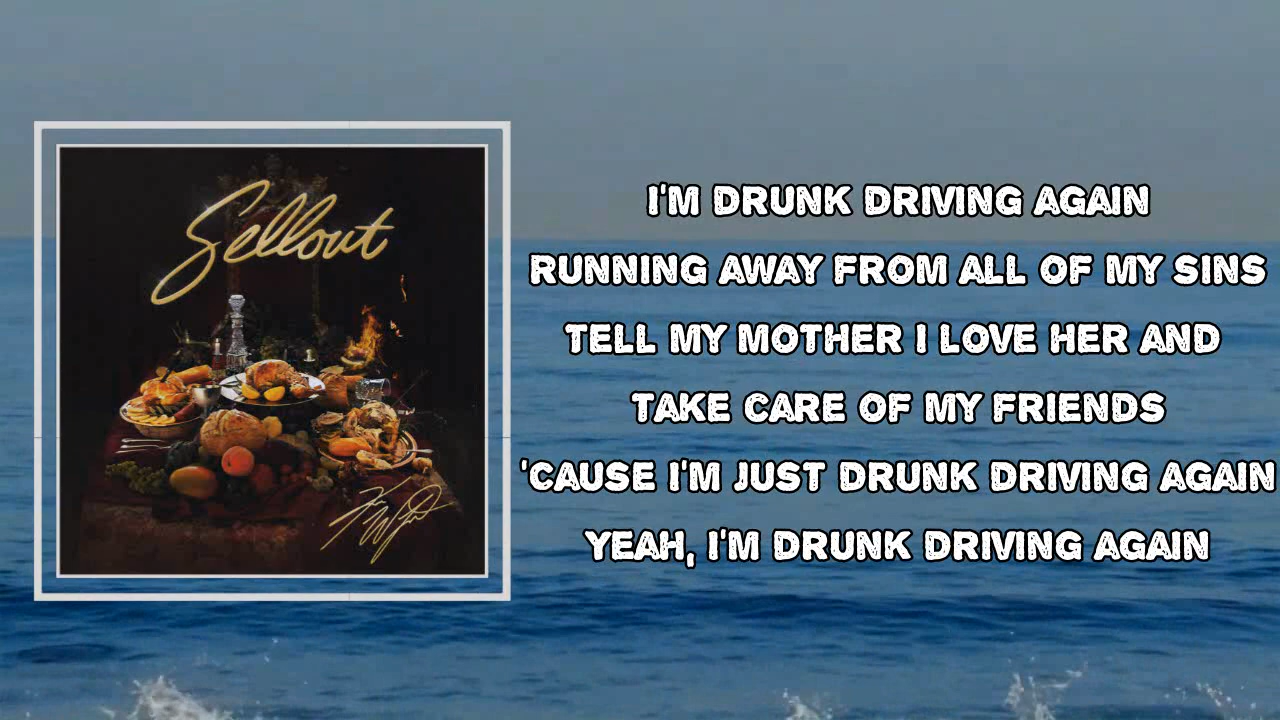 Sellout
I'M DRUNK DRIVING AGAIN
RUNNING AWAY FROM ALL OF MY SINS
TELL MY MOTHER I LOVE HER AND
TAKE CARE OF MY FRIENDS
'CAUSE I'M JUST DRUNK DRIVING AGAIN
YEAH, I'M DRUNK DRIVING AGAIN